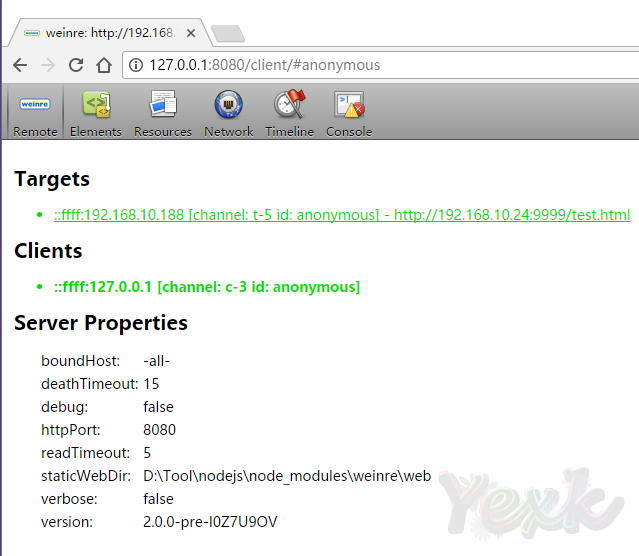 weinre: http://192.168.
127.0.0.1:8080/client/#anonymous
weinre
Remote Elements Resources Network Timeline Console
Targets
::ffff:192.168.10.188 [channel: t-5 id: anonymous] - http://192.168.10.24:9999/test.html
Clients
::ffff:127.0.0.1 [channel: c-3 id: anonymous]
Server Properties
boundHost: -all-
deathTimeout: 15
debug: false
httpPort: 8080
readTimeout: 5
staticWebDir: D:\Tool\nodejs\node_modules\weinre\web
verbose: false
version: 2.0.0-pre-I0Z7U9OV
Yexk